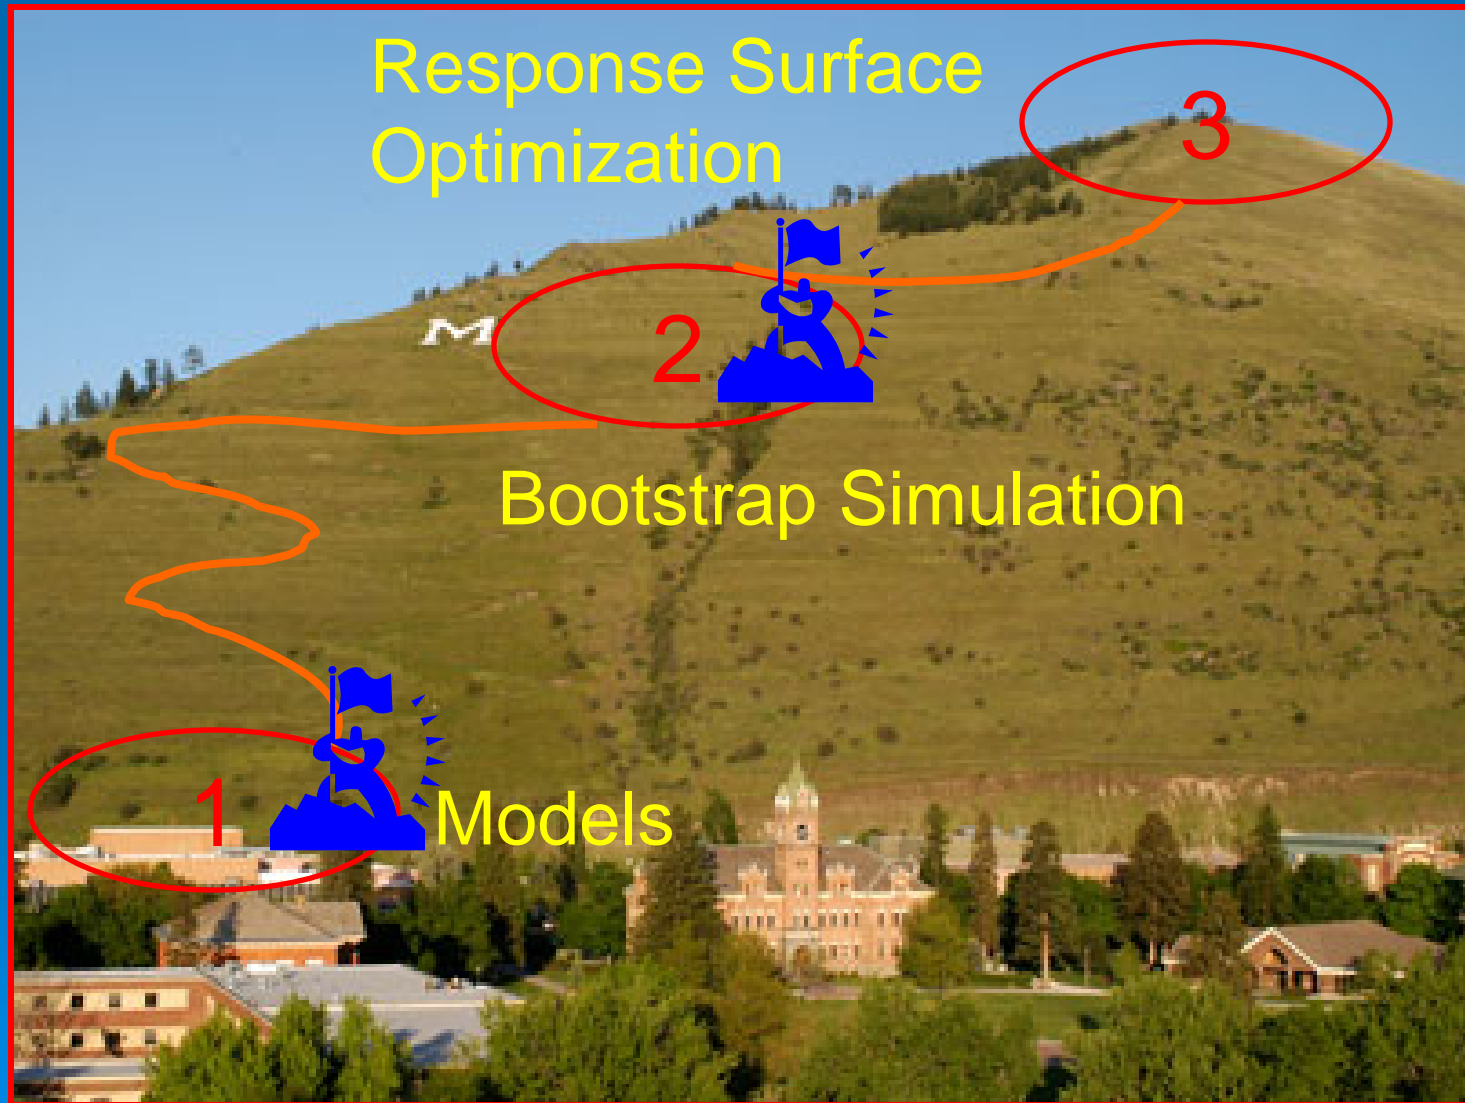 Response Surface
Optimization
3
M
2
Bootstrap Simulation
1
Models